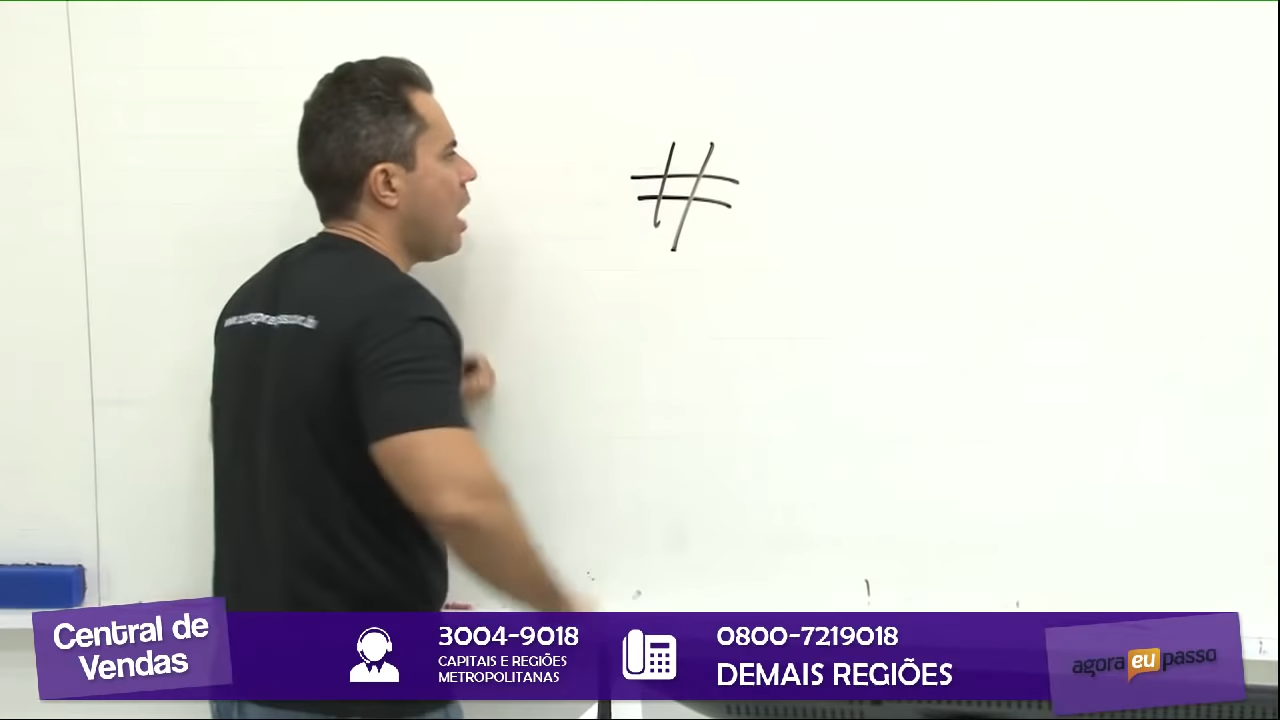 #
Central de
Vendas
3004-9018
CAPITAIS E REGIÕES
METROPOLITANAS
0800-7219018
DEMAIS REGIÕES
agora eu passo